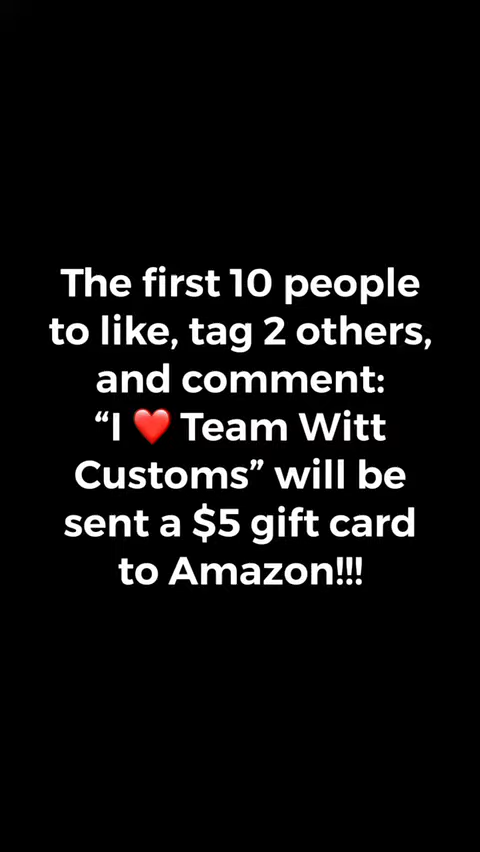 The first 10 people
to like, tag 2 others,
and comment:
“I ❤️ Team Witt
Customs” will be
sent a $5 gift card
to Amazon!!!